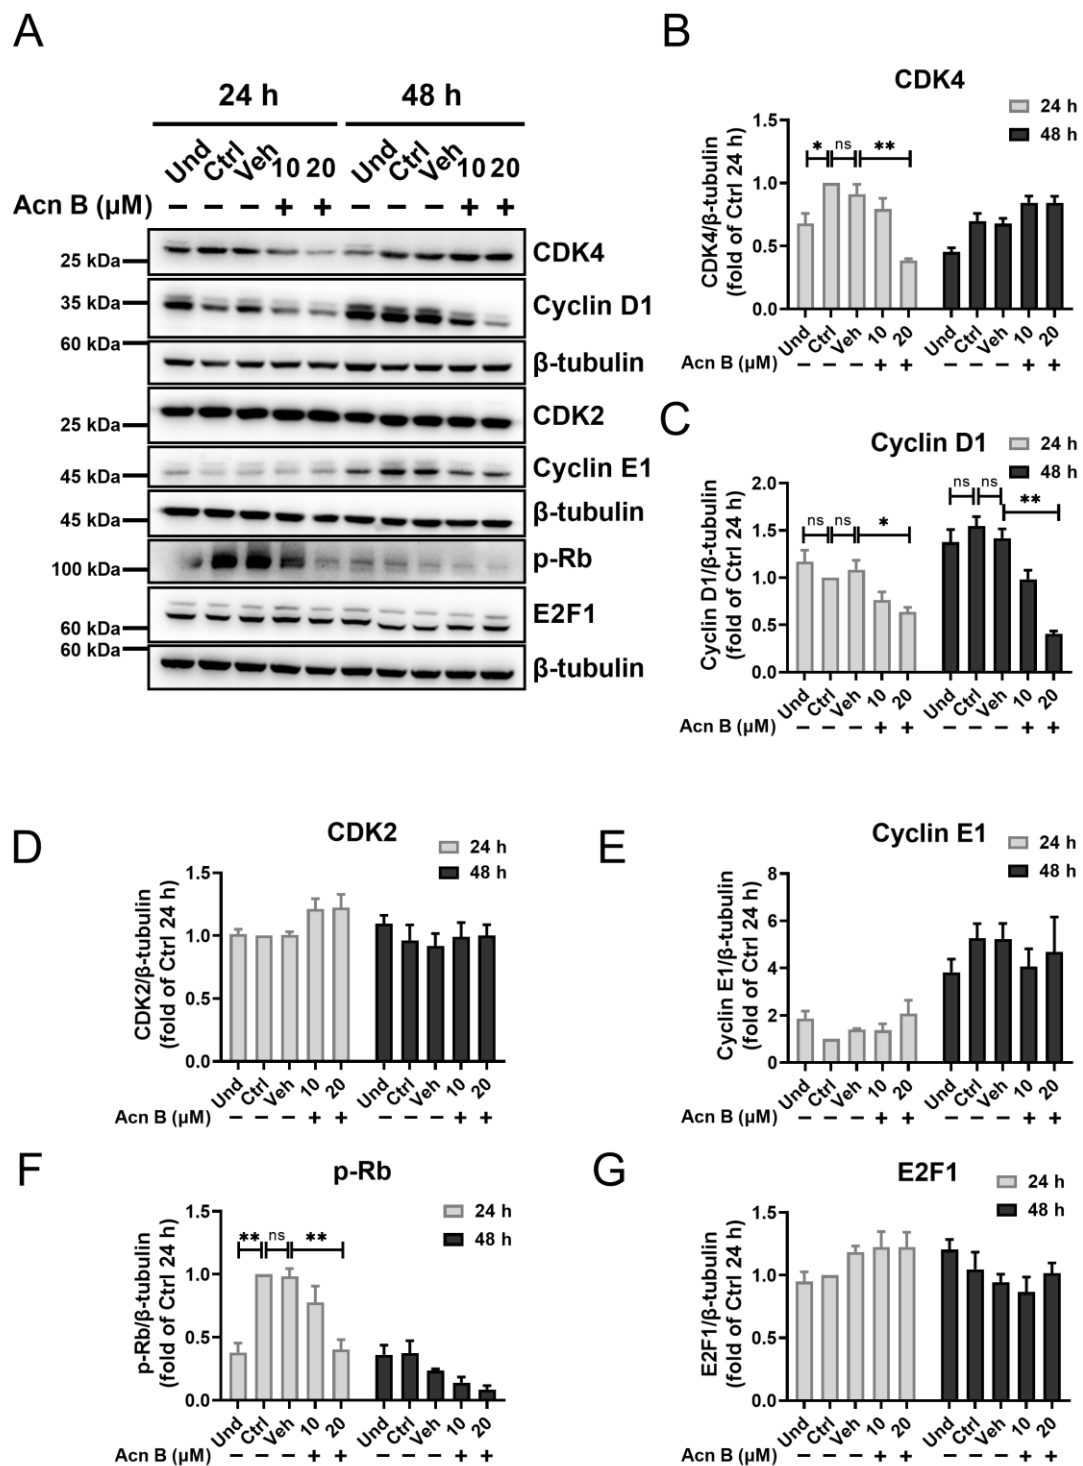 A
24 h 48 h
Und Ctrl Veh 10 20 Und Ctrl Veh 10 20
Acn B (µM) − − − + + − − − + +
25 kDa CDK4
35 kDa Cyclin D1
60 kDa β-tubulin
25 kDa CDK2
45 kDa Cyclin E1
45 kDa β-tubulin
100 kDa p-Rb
60 kDa E2F1
60 kDa β-tubulin
B
CDK4
24 h
48 h
CDK4/β-tubulin
(fold of Ctrl 24 h)
1.5
1.0
0.5
0.0
* ns **
Und Ctrl Veh 10 20 Und Ctrl Veh 10 20
Acn B (µM) − − − + + − − − + +
C
Cyclin D1
24 h
48 h
Cyclin D1/β-tubulin
(fold of Ctrl 24 h)
2.0
1.5
1.0
0.5
0.0
ns ns * ns ns **
Und Ctrl Veh 10 20 Und Ctrl Veh 10 20
Acn B (µM) − − − + + − − − + +
D
CDK2
24 h
48 h
CDK2/β-tubulin
(fold of Ctrl 24 h)
1.5
1.0
0.5
0.0
Und Ctrl Veh 10 20 Und Ctrl Veh 10 20
Acn B (µM) − − − + + − − − + +
E
Cyclin E1
24 h
48 h
Cyclin E1/β-tubulin
(fold of Ctrl 24 h)
8
6
4
2
0
Und Ctrl Veh 10 20 Und Ctrl Veh 10 20
Acn B (µM) − − − + + − − − + +
F
p-Rb
24 h
48 h
p-Rb/β-tubulin
(fold of Ctrl 24 h)
1.5
1.0
0.5
0.0
** ns **
Und Ctrl Veh 10 20 Und Ctrl Veh 10 20
Acn B (µM) − − − + + − − − + +
G
E2F1
24 h
48 h
E2F1/β-tubulin
(fold of Ctrl 24 h)
1.5
1.0
0.5
0.0
Und Ctrl Veh 10 20 Und Ctrl Veh 10 20
Acn B (µM) − − − + + − − − + +